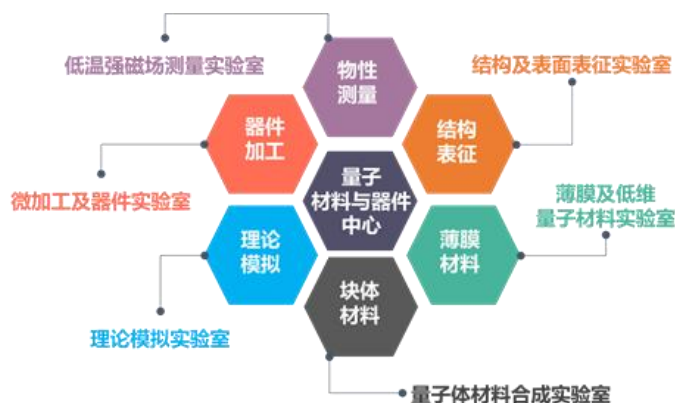 低温强磁场测量实验室
物性
测量
结构及表面表征实验室
器件
加工
结构
表征
微加工及器件实验室
量子
材料与器件
中心
薄膜及低维
量子材料实验室
理论
模拟
薄膜
材料
块体
材料
理论模拟实验室
量子体材料合成实验室